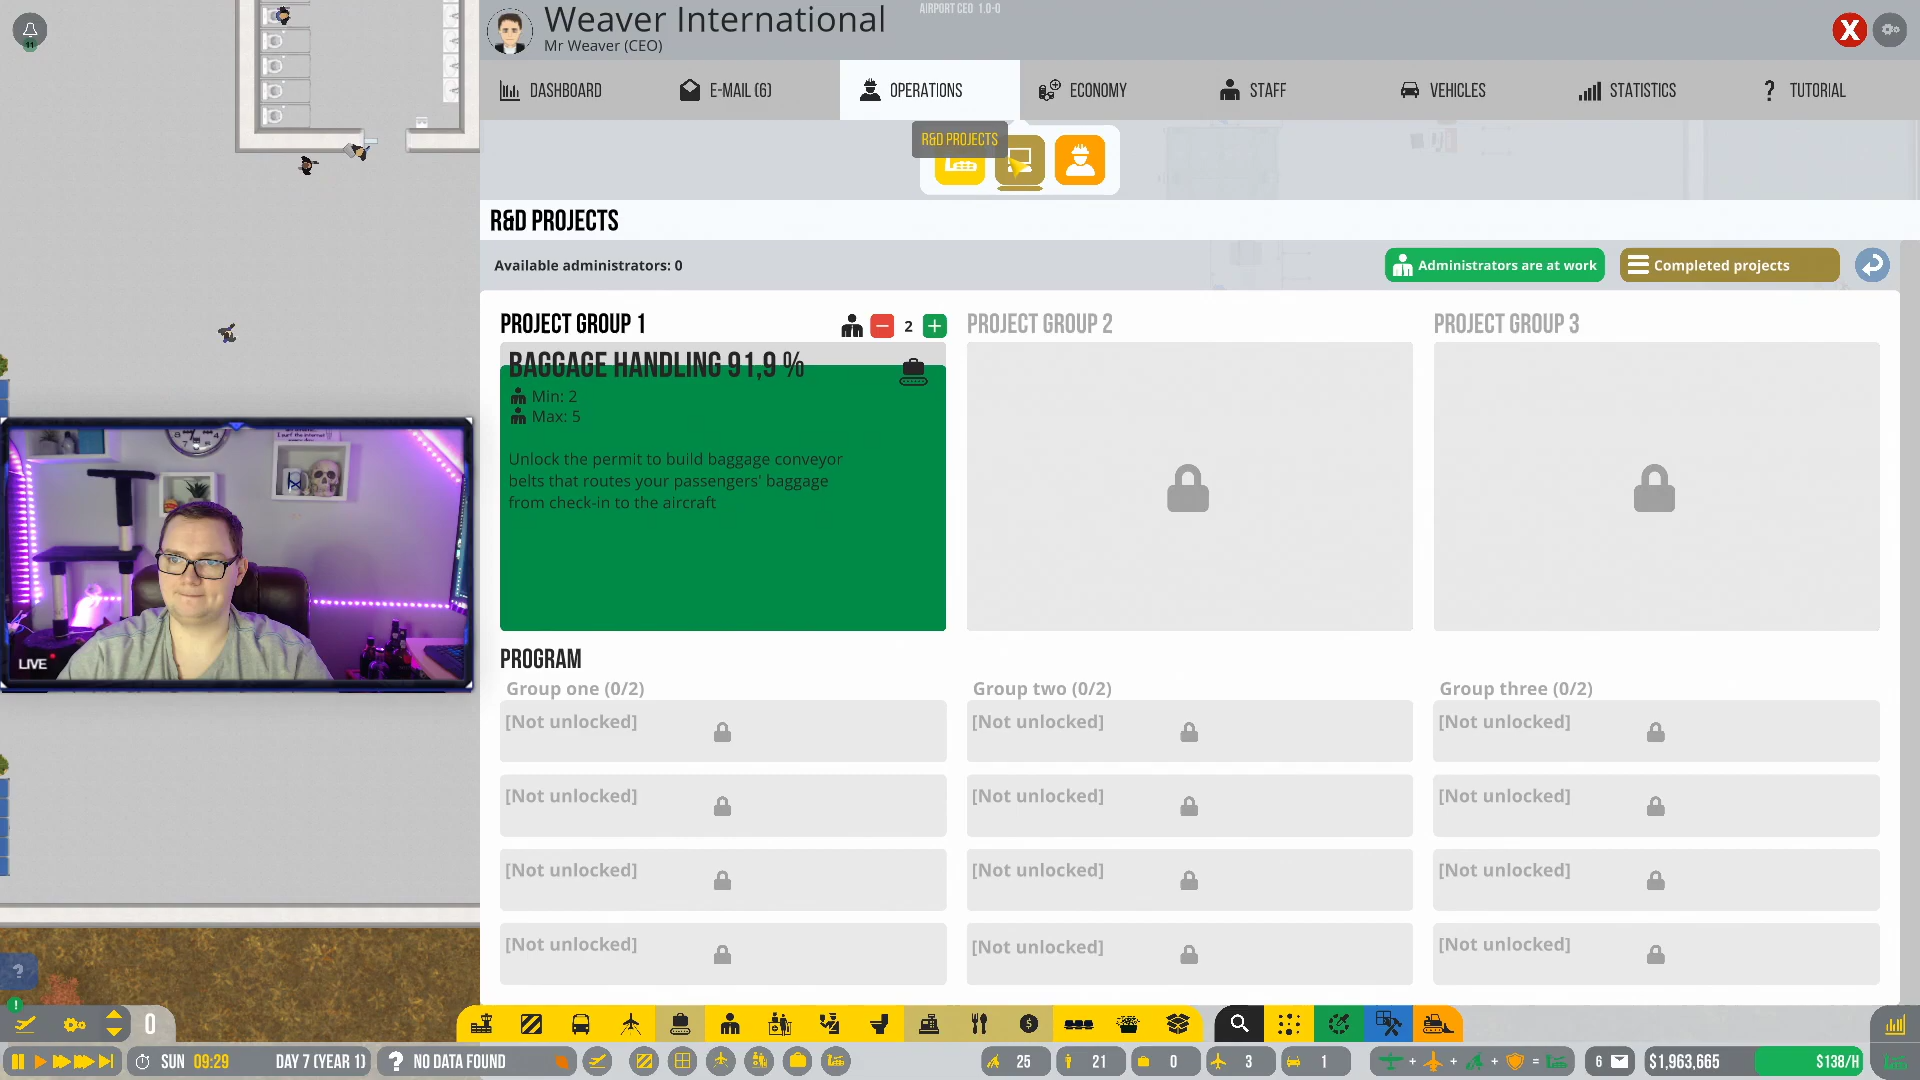 AIRPORT CEO 1.0-0
Weaver International
Mr Weaver (CEO)
X
11
DASHBOARD
E-MAIL (6)
OPERATIONS
ECONOMY
STAFF
VEHICLES
STATISTICS
? TUTORIAL
R&D PROJECTS
R&D PROJECTS
Available administrators: 0
Administrators are at work
Completed projects
PROJECT GROUP 1
2
PROJECT GROUP 2
PROJECT GROUP 3
BAGGAGE HANDLING 91,9 %
Min: 2
Max: 5
Unlock the permit to build baggage conveyor
belts that routes your passengers' baggage
from check-in to the aircraft
LIVE
PROGRAM
Group one (0/2)
Group two (0/2)
Group three (0/2)
[Not unlocked]
[Not unlocked]
[Not unlocked]
[Not unlocked]
[Not unlocked]
[Not unlocked]
[Not unlocked]
[Not unlocked]
[Not unlocked]
[Not unlocked]
[Not unlocked]
[Not unlocked]
?
0
SUN 09:29
DAY 7 (YEAR 1)
? NO DATA FOUND
25
21
0
3
1
6
$1,963,665
$138/H